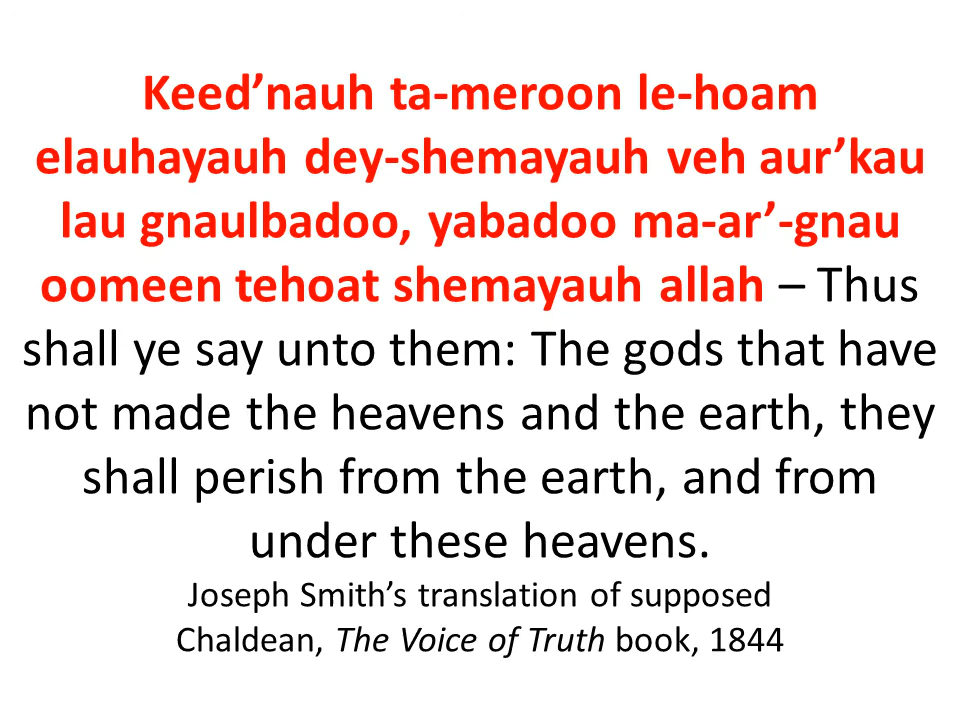 Keed’nauh ta-meroon le-hoam
elauhayauh dey-shemayauh veh aur’kau
lau gnaulbadoo, yabadoo ma-ar’-gnau
oomeen tehoat shemayauh allah – Thus
shall ye say unto them: The gods that have
not made the heavens and the earth, they
shall perish from the earth, and from
under these heavens.
Joseph Smith’s translation of supposed
Chaldean, The Voice of Truth book, 1844